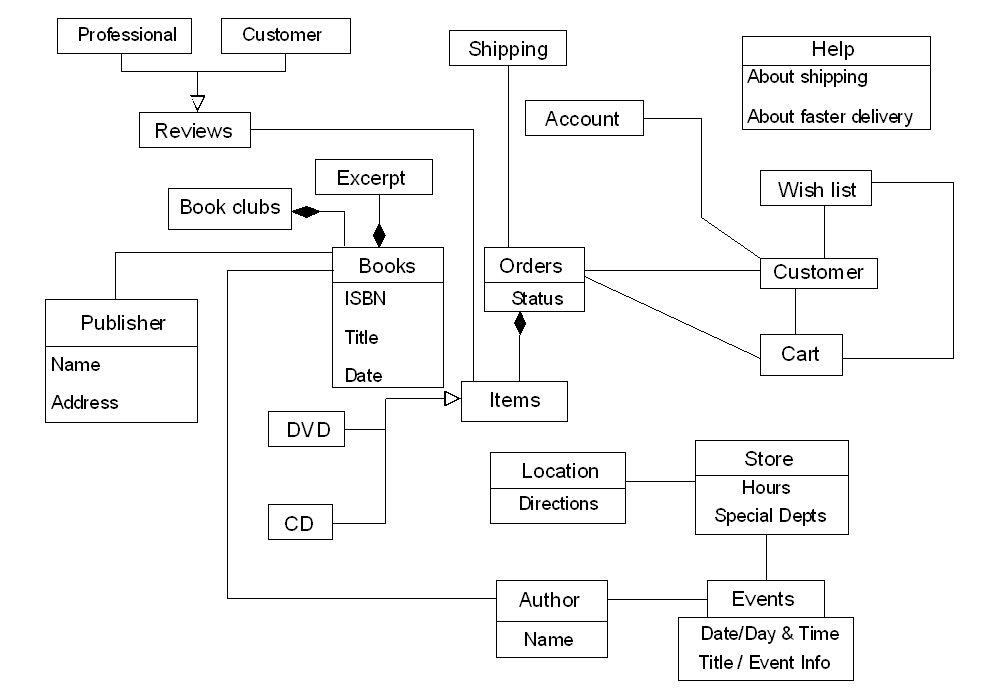 Professional
Customer
Shipping
Help
About shipping
About faster delivery
Account
Reviews
Excerpt
Wish list
Book clubs
Books
ISBN
Title
Date
Orders
Status
Customer
Publisher
Name
Address
Cart
Items
DVD
CD
Location
Directions
Store
Hours
Special Depts
Author
Name
Events
Date/Day & Time
Title / Event Info